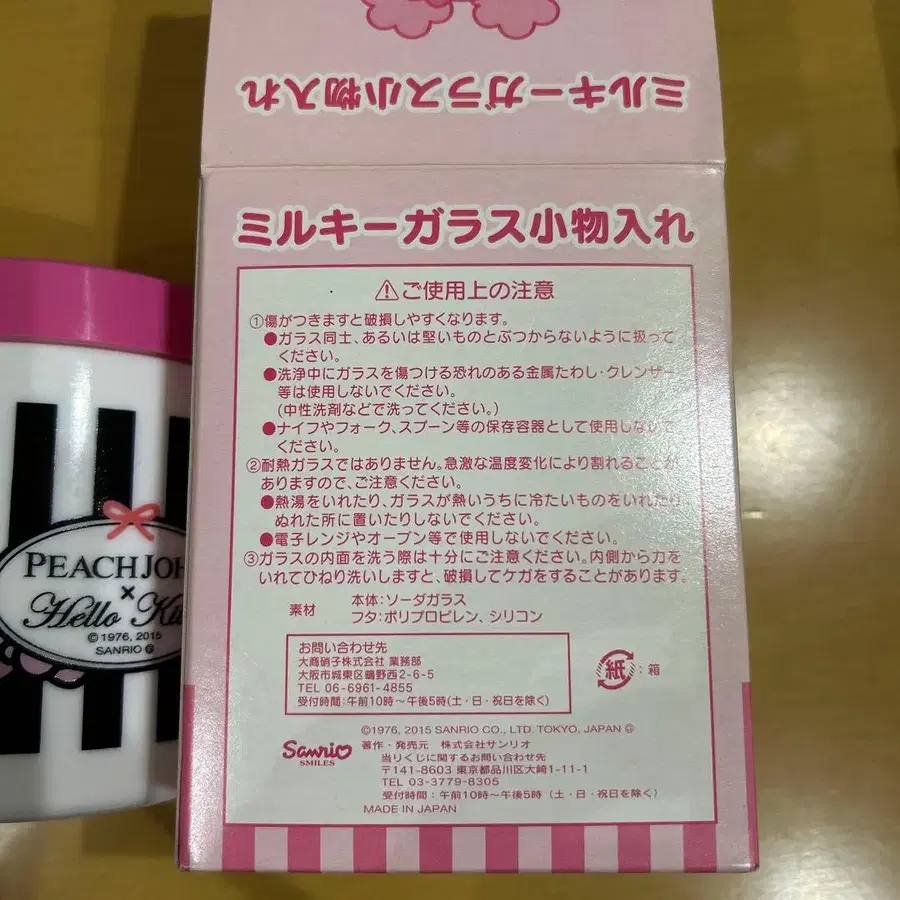 ミルキーガラス小物入れ
ミルキーガラス小物入れ
⚠ご使用上の注意
①傷がつきますと破損しやすくなります。
●ガラス同士、あるいは堅いものとぶつからないように扱って
ください。
●洗浄中にガラスを傷つける恐れのある金属たわし・クレンザー
等は使用しないでください。
(中性洗剤などで洗ってください。)
●ナイフやフォーク、スプーン等の保存容器として使用しないで
ください。
②耐熱ガラスではありません。急激な温度変化により割れることが
ありますので、ご注意ください。
●熱湯をいれたり、ガラスが熱いうちに冷たいものをいれたり
ぬれた所に置いたりしないでください。
●電子レンジやオーブン等で使用しないでください。
③ガラスの内面を洗う際は十分にご注意ください。内側から力を
いれてひねり洗いしますと、破損してケガをすることがあります。
素材 本体:ソーダガラス
フタ:ポリプロピレン、シリコン
お問い合わせ先
大商硝子株式会社 業務部
大阪市城東区鴫野西2-6-5
TEL 06-6961-4855
受付時間:午前10時〜午後5時(土・日・祝日を除く)
紙:箱
©1976, 2015 SANRIO CO., LTD. TOKYO, JAPAN Ⓖ
Sanrio
SMILES
著作・発売元 株式会社サンリオ
当りくじに関するお問い合わせ先
〒141-8603 東京都品川区大崎1-11-1
TEL 03-3779-8305
受付時間:午前10時〜午後5時(土・日・祝日を除く)
MADE IN JAPAN
PEACH JOH
×
Hello Kit
©1976, 2015
SANRIO Ⓖ